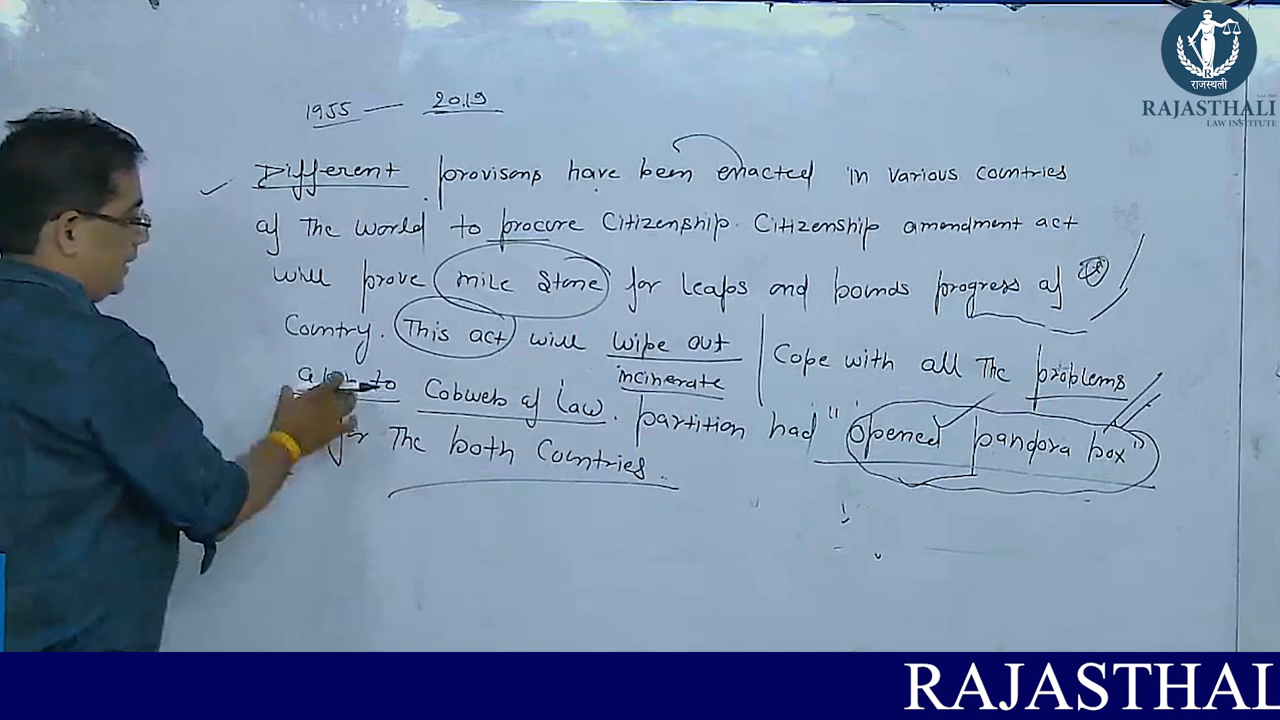 1955 — 2019
Different provisons have been enacted in various countries
of The world to procure Citizenship. Citizenship amendment act
will prove mile stone for leaps and bounds progress of
Country. This act will wipe out | Cope with all The problems
to Cobweb of Law. incinerate
partition had "opened pandora box"
for The both Countries.
राजस्थली
RAJASTHALI
LAW INSTITUTE
RAJASTHAL